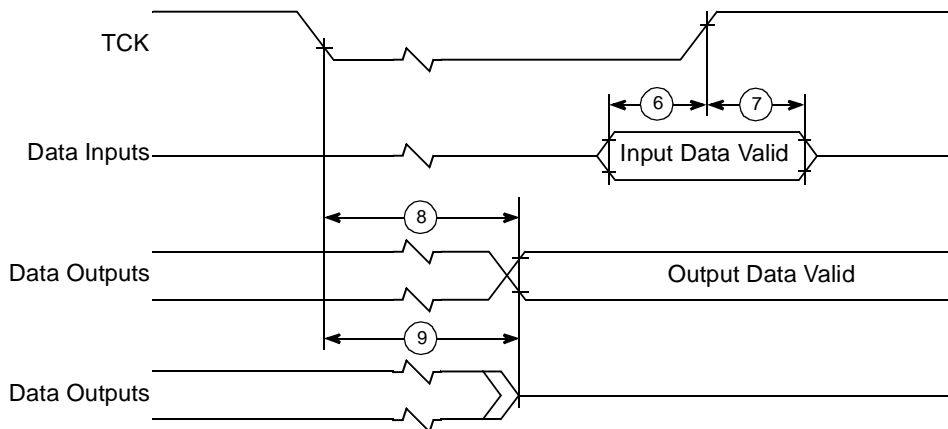 TCK
6
7
Data Inputs
Input Data Valid
8
Data Outputs
Output Data Valid
9
Data Outputs